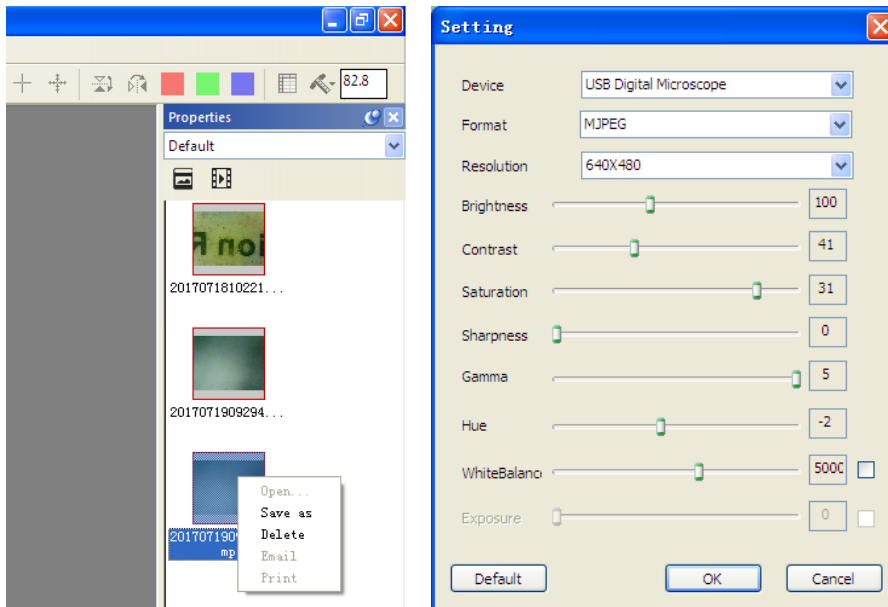 82.8
Properties
Default
ion R
2017071810221...
2017071909294...
201707190
mp
Open...
Save as
Delete
Email
Print
Setting
Device USB Digital Microscope
Format MJPEG
Resolution 640X480
Brightness 100
Contrast 41
Saturation 31
Sharpness 0
Gamma 5
Hue -2
WhiteBalanc 5000
Exposure 0
Default OK Cancel